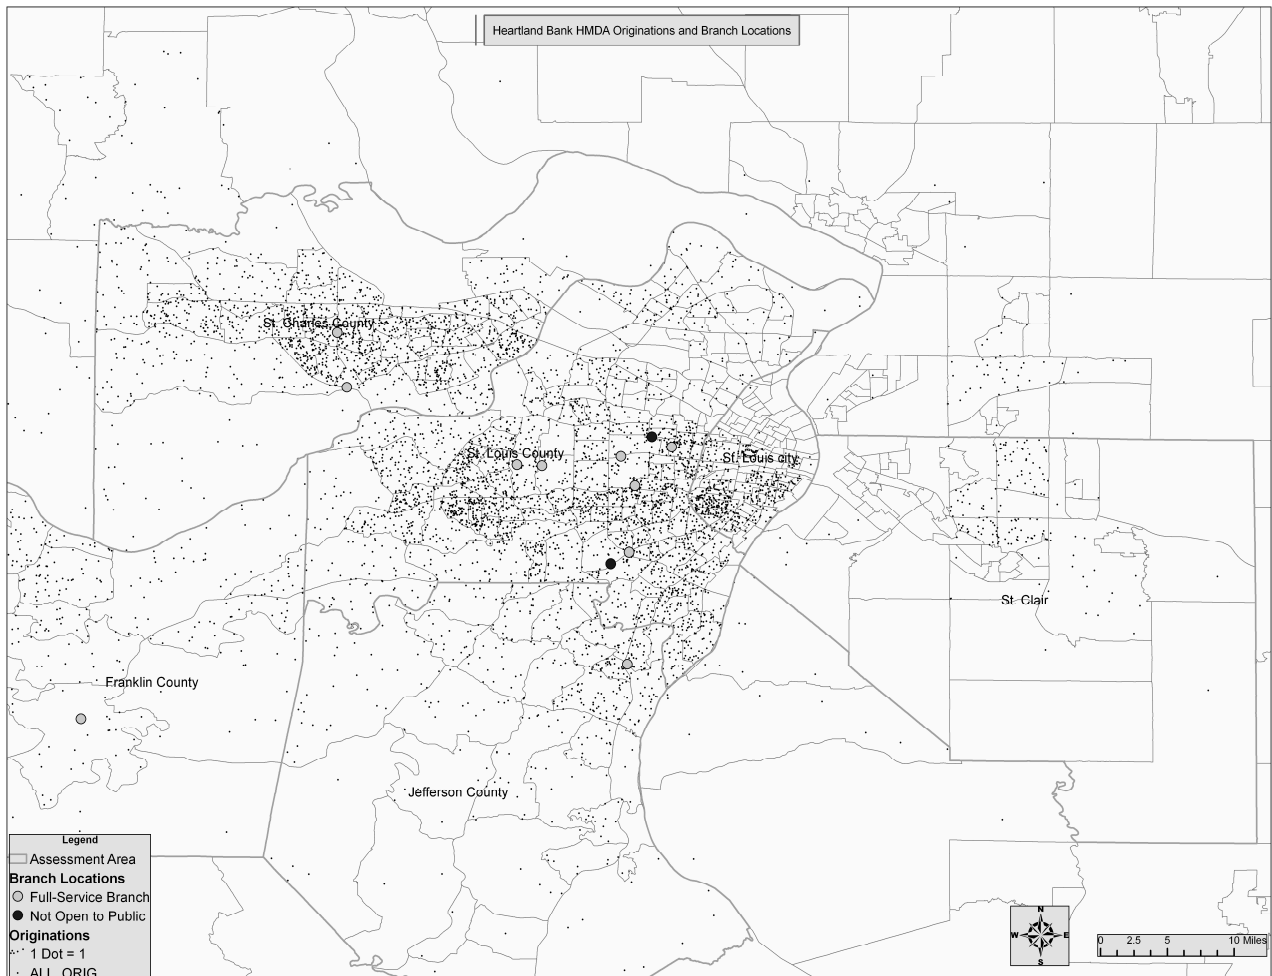 Heartland Bank HMDA Originations and Branch Locations
St. Charles County
St. Louis County
St. Louis city
St. Clair
Franklin County
Jefferson County
Legend
Assessment Area
Branch Locations
Full-Service Branch
Not Open to Public
Originations
1 Dot = 1
ALL_ORIG
N
W E
S
0 2.5 5 10 Miles